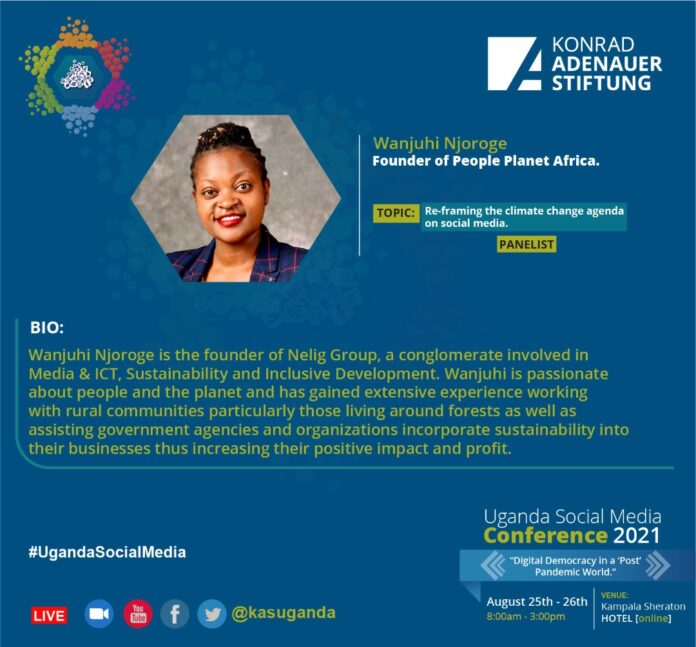 KONRAD
ADENAUER
STIFTUNG
Wanjuhi Njoroge
Founder of People Planet Africa.
TOPIC: Re-framing the climate change agenda
on social media.
PANELIST
BIO:
Wanjuhi Njoroge is the founder of Nelig Group, a conglomerate involved in
Media & ICT, Sustainability and Inclusive Development. Wanjuhi is passionate
about people and the planet and has gained extensive experience working
with rural communities particularly those living around forests as well as
assisting government agencies and organizations incorporate sustainability into
their businesses thus increasing their positive impact and profit.
Uganda Social Media
Conference 2021
"Digital Democracy in a 'Post'
Pandemic World."
August 25th - 26th
8:00am - 3:00pm
VENUE:
Kampala Sheraton
HOTEL [online]
#UgandaSocialMedia
LIVE
You
Tube
f
@kasuganda